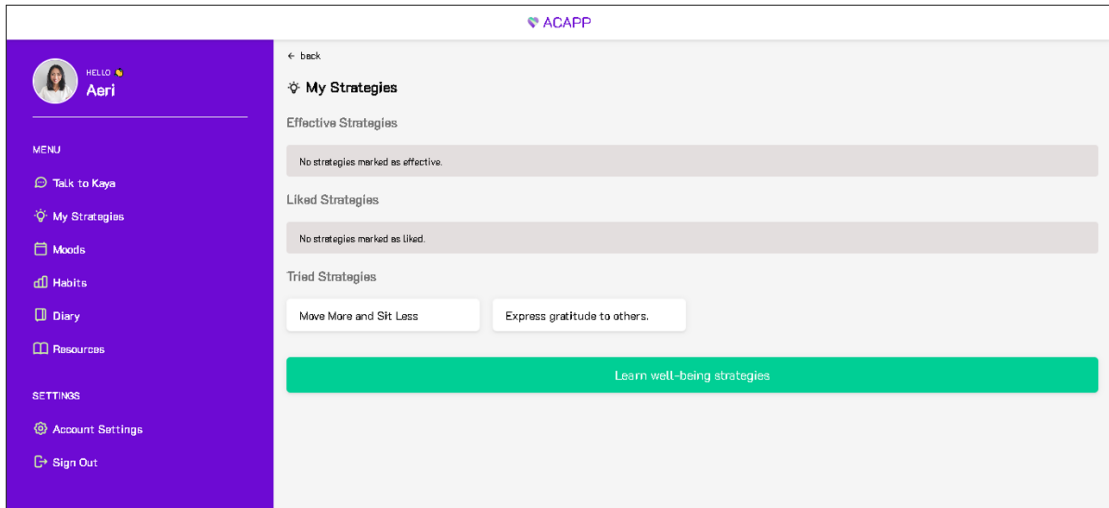 ACAPP
HELLO
Aeri
MENU
Talk to Kaya
My Strategies
Moods
Habits
Diary
Resources
SETTINGS
Account Settings
Sign Out
← back
My Strategies
Effective Strategies
No strategies marked as effective.
Liked Strategies
No strategies marked as liked.
Tried Strategies
Move More and Sit Less
Express gratitude to others.
Learn well-being strategies